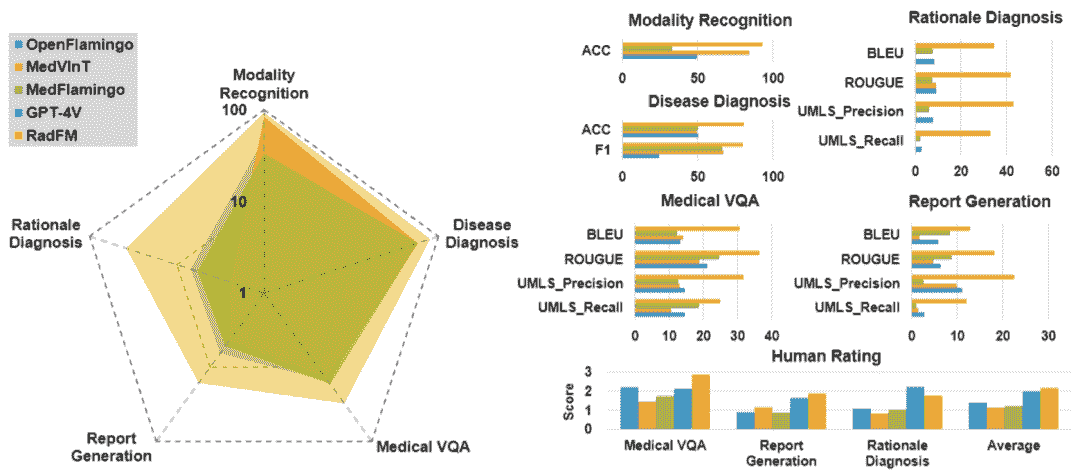 OpenFlamingo
MedVInT
MedFlamingo
GPT-4V
RadFM
Modality
Recognition
100
10
1
Rationale
Diagnosis
Disease
Diagnosis
Report
Generation
Medical VQA
Modality Recognition
ACC
0 50 100
Disease Diagnosis
ACC
F1
0 50 100
Rationale Diagnosis
BLEU
ROUGUE
UMLS_Precision
UMLS_Recall
0 20 40 60
Medical VQA
BLEU
ROUGUE
UMLS_Precision
UMLS_Recall
0 10 20 30 40
Report Generation
BLEU
ROUGUE
UMLS_Precision
UMLS_Recall
0 10 20 30
Human Rating
Score
3
2
1
0
Medical VQA
Report
Generation
Rationale
Diagnosis
Average